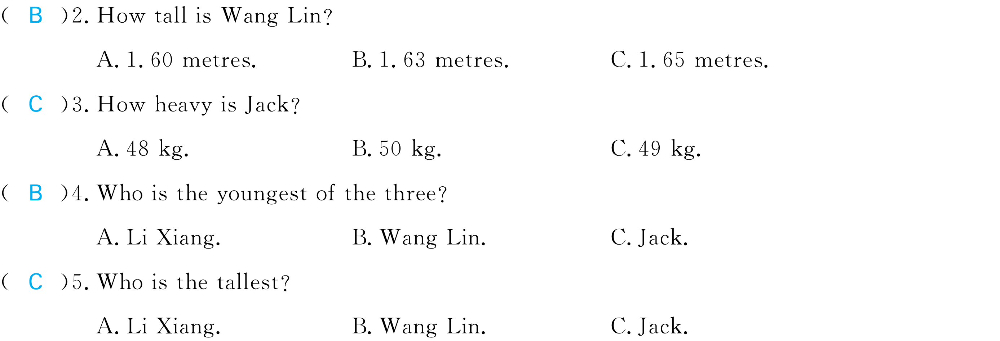 ( B )2. How tall is Wang Lin?
A. 1. 60 metres. B. 1. 63 metres. C. 1. 65 metres.
( C )3. How heavy is Jack?
A. 48 kg. B. 50 kg. C. 49 kg.
( B )4. Who is the youngest of the three?
A. Li Xiang. B. Wang Lin. C. Jack.
( C )5. Who is the tallest?
A. Li Xiang. B. Wang Lin. C. Jack.